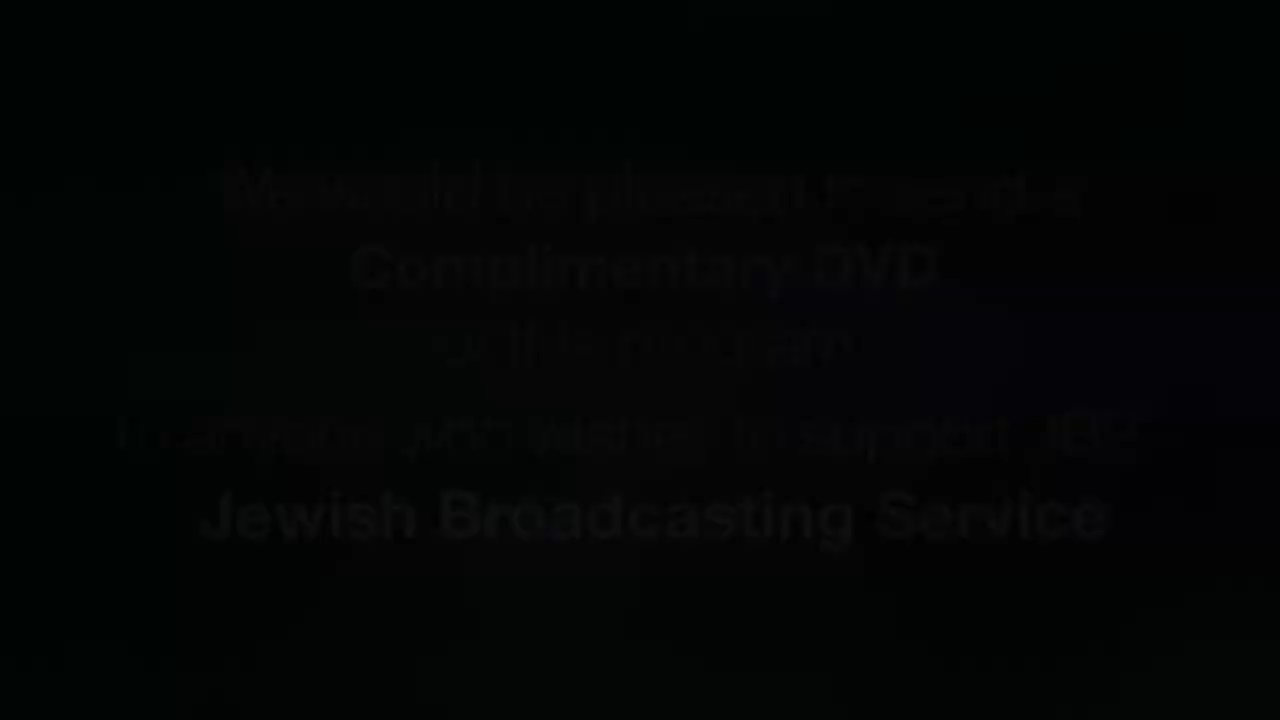 We would be pleased to send a
Complimentary DVD
of this program
to anyone who wishes to support JBS
Jewish Broadcasting Service